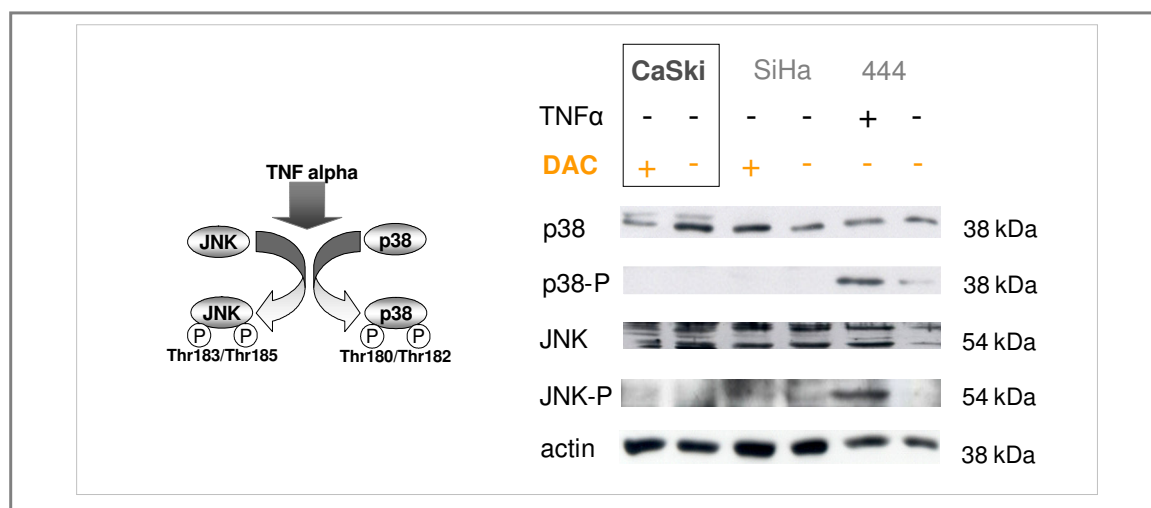 TNF alpha
JNK p38
JNK p38
P P P P
Thr183/Thr185 Thr180/Thr182
CaSki SiHa 444
TNFα - - - - + -
DAC + - + - - -
p38 38 kDa
p38-P 38 kDa
JNK 54 kDa
JNK-P 54 kDa
actin 38 kDa